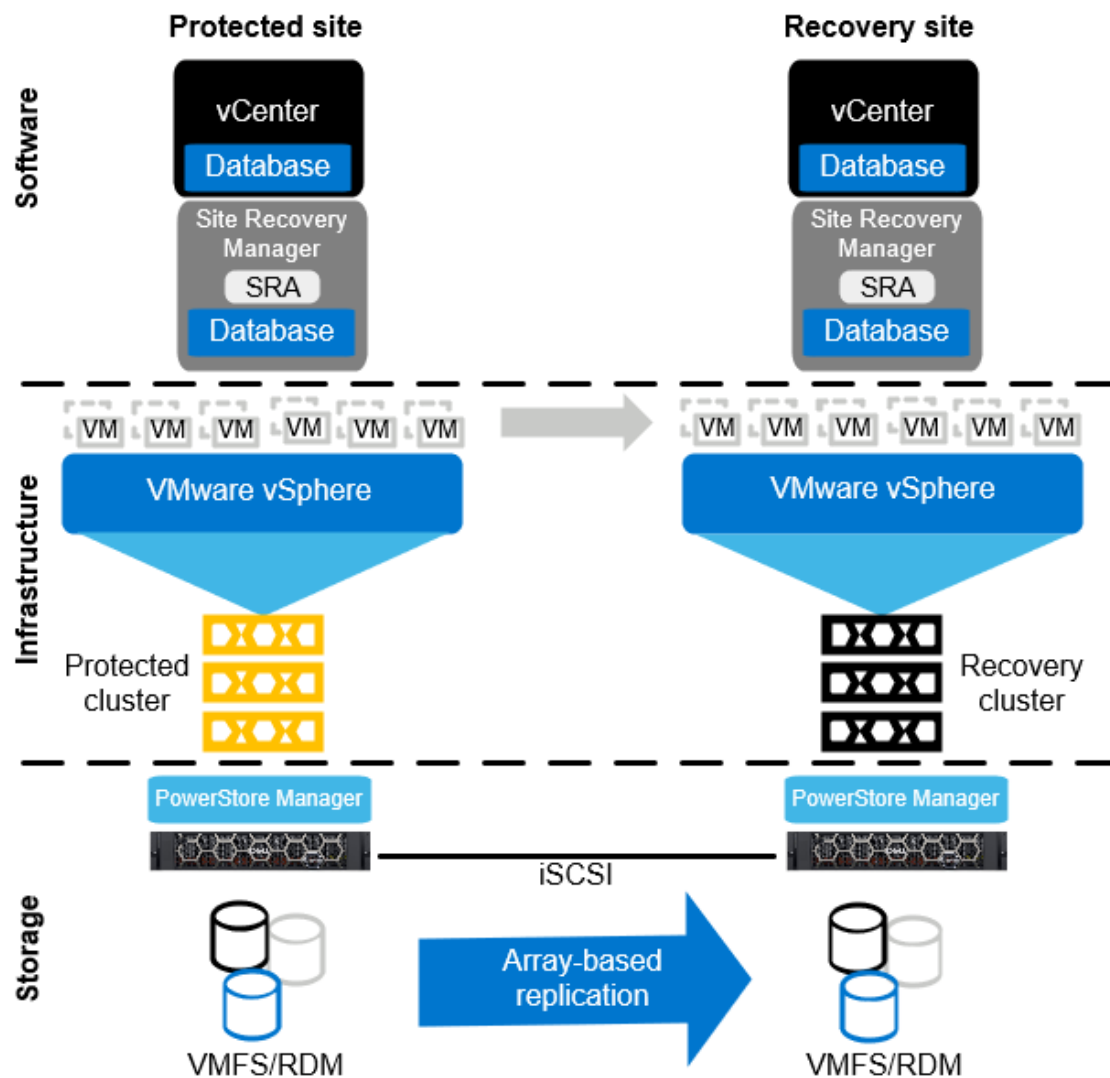 Protected site
Recovery site
Software
vCenter
Database
Site Recovery
Manager
SRA
Database
vCenter
Database
Site Recovery
Manager
SRA
Database
Infrastructure
VM VM VM VM VM VM
VMware vSphere
Protected
cluster
VM VM VM VM VM VM
VMware vSphere
Recovery
cluster
Storage
PowerStore Manager
PowerStore Manager
DELL
DELL
iSCSI
Array-based
replication
VMFS/RDM
VMFS/RDM